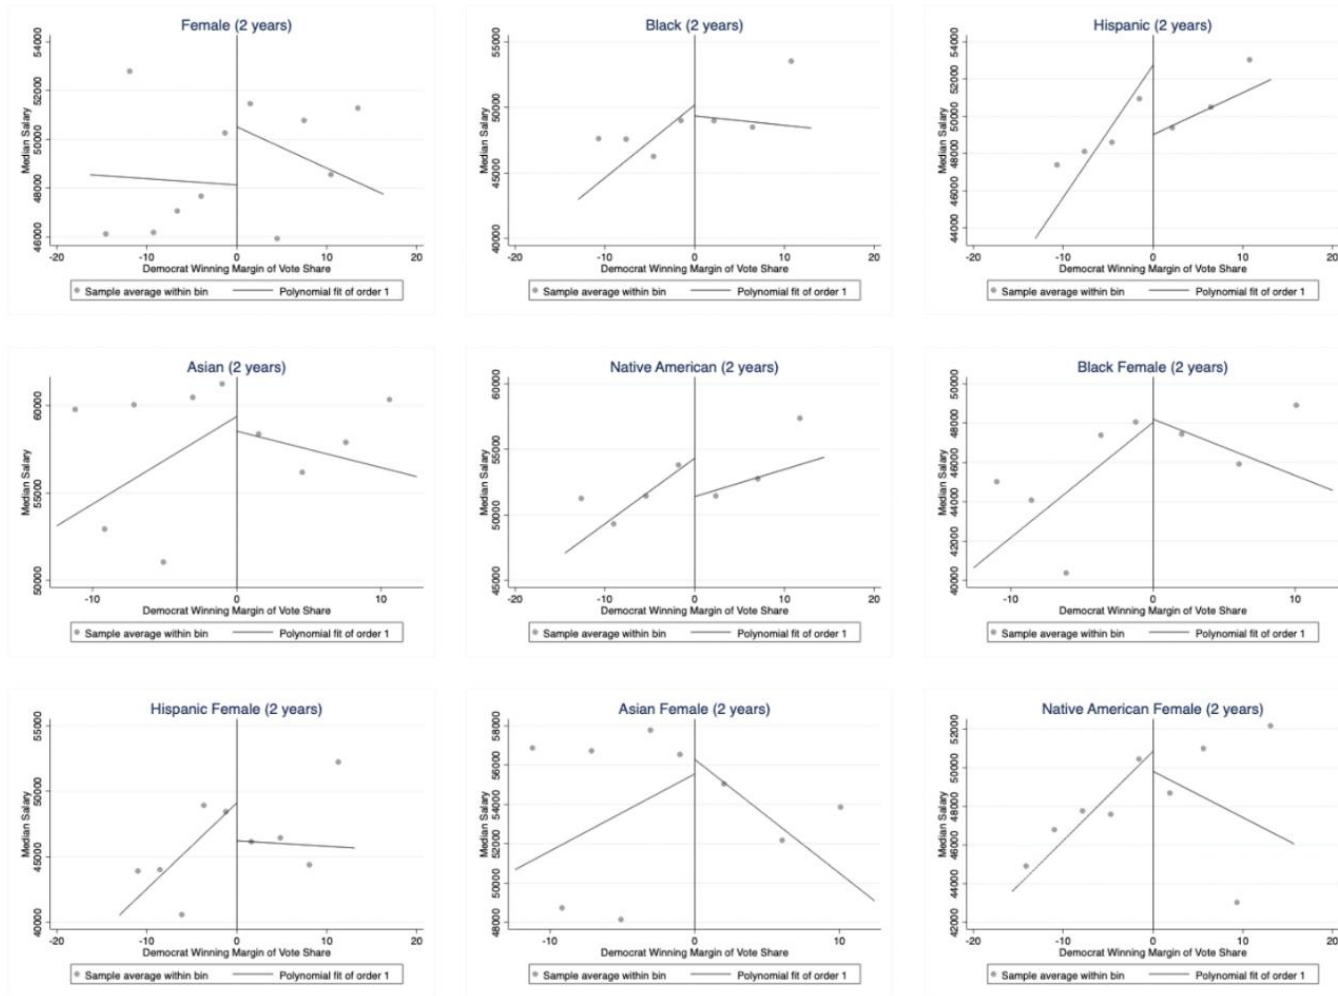 Female (2 years)
Median Salary
54000
52000
50000
48000
46000
-20 -10 0 10 20
Democrat Winning Margin of Vote Share
Sample average within bin Polynomial fit of order 1
Black (2 years)
Median Salary
55000
50000
45000
40000
-20 -10 0 10 20
Democrat Winning Margin of Vote Share
Sample average within bin Polynomial fit of order 1
Hispanic (2 years)
Median Salary
54000
52000
50000
48000
46000
44000
-20 -10 0 10 20
Democrat Winning Margin of Vote Share
Sample average within bin Polynomial fit of order 1
Asian (2 years)
Median Salary
60000
55000
50000
-10 0 10
Democrat Winning Margin of Vote Share
Sample average within bin Polynomial fit of order 1
Native American (2 years)
Median Salary
60000
55000
50000
45000
-20 -10 0 10 20
Democrat Winning Margin of Vote Share
Sample average within bin Polynomial fit of order 1
Black Female (2 years)
Median Salary
50000
48000
46000
44000
42000
40000
-10 0 10
Democrat Winning Margin of Vote Share
Sample average within bin Polynomial fit of order 1
Hispanic Female (2 years)
Median Salary
55000
50000
45000
40000
-20 -10 0 10 20
Democrat Winning Margin of Vote Share
Sample average within bin Polynomial fit of order 1
Asian Female (2 years)
Median Salary
58000
56000
54000
52000
50000
48000
-10 0 10
Democrat Winning Margin of Vote Share
Sample average within bin Polynomial fit of order 1
Native American Female (2 years)
Median Salary
52000
50000
48000
46000
44000
42000
-20 -10 0 10 20
Democrat Winning Margin of Vote Share
Sample average within bin Polynomial fit of order 1